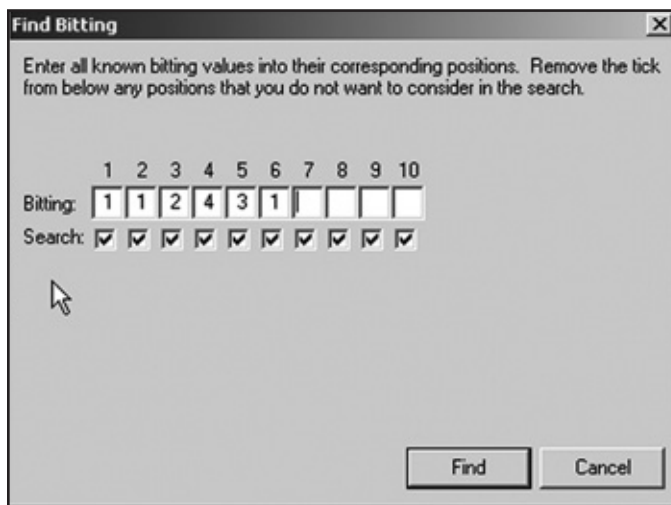 Find Bitting
Enter all known bitting values into their corresponding positions. Remove the tick
from below any positions that you do not want to consider in the search.
1 2 3 4 5 6 7 8 9 10
Bitting: 1 1 2 4 3 1
Search:
Find Cancel